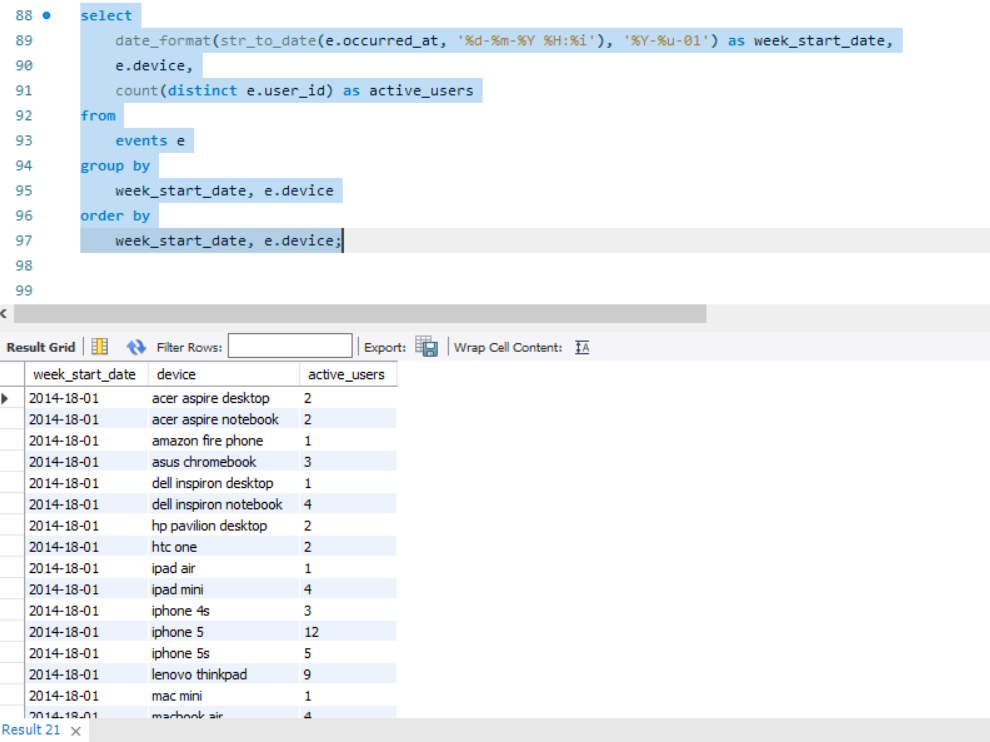 88 select
89 date_format(str_to_date(e.occurred_at, '%d-%m-%Y %H:%i'), '%Y-%u-01') as week_start_date,
90 e.device,
91 count(distinct e.user_id) as active_users
92 from
93 events e
94 group by
95 week_start_date, e.device
96 order by
97 week_start_date, e.device;
98
99
Result Grid Filter Rows: Export: Wrap Cell Content: IA
week_start_date device active_users
2014-18-01 acer aspire desktop 2
2014-18-01 acer aspire notebook 2
2014-18-01 amazon fire phone 1
2014-18-01 asus chromebook 3
2014-18-01 dell inspiron desktop 1
2014-18-01 dell inspiron notebook 4
2014-18-01 hp pavilion desktop 2
2014-18-01 htc one 2
2014-18-01 ipad air 1
2014-18-01 ipad mini 4
2014-18-01 iphone 4s 3
2014-18-01 iphone 5 12
2014-18-01 iphone 5s 5
2014-18-01 lenovo thinkpad 9
2014-18-01 mac mini 1
2014-18-01 macbook air 4
Result 21